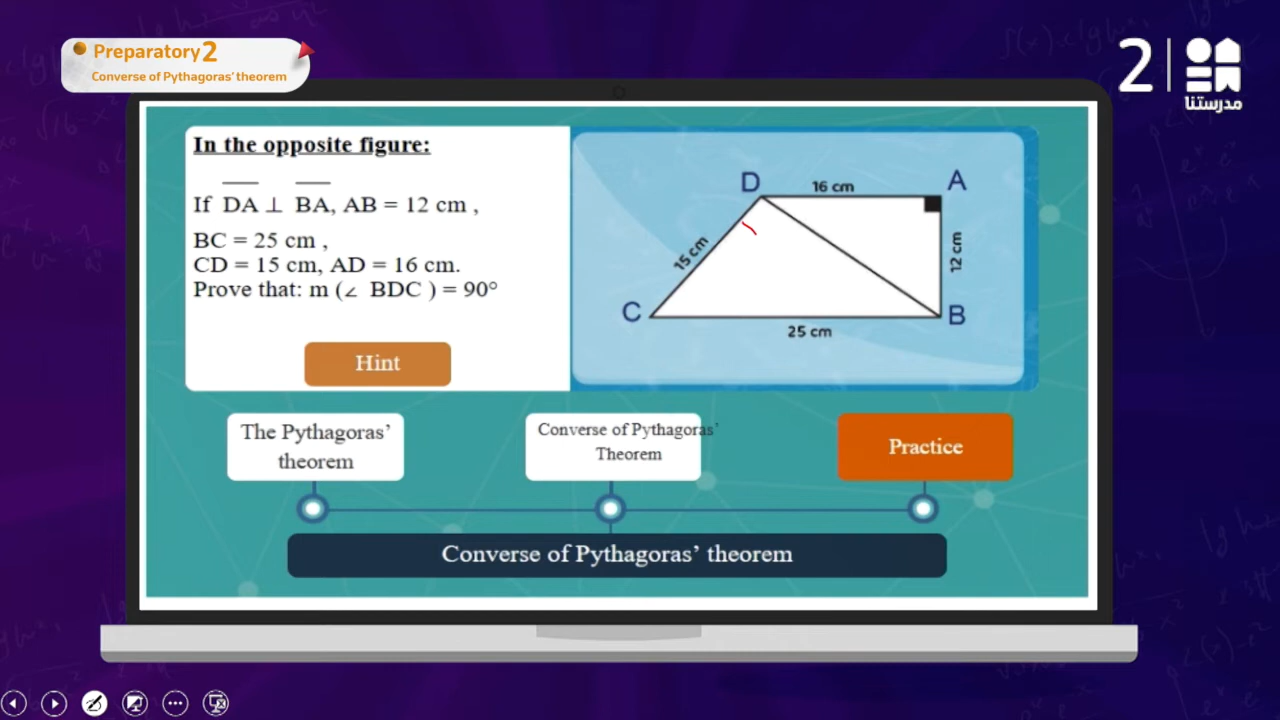 Preparatory 2
Converse of Pythagoras' theorem
2
مدرستنا
In the opposite figure:
If DA ⊥ BA, AB = 12 cm ,
BC = 25 cm ,
CD = 15 cm, AD = 16 cm.
Prove that: m (∠ BDC ) = 90°
Hint
D
16 cm
A
15 cm
12 cm
C
B
25 cm
The Pythagoras'
theorem
Converse of Pythagoras'
Theorem
Practice
Converse of Pythagoras' theorem